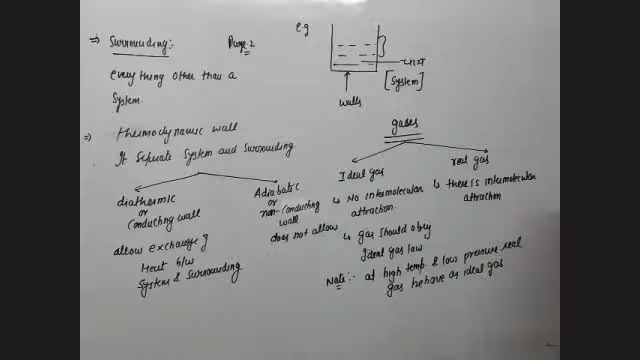 ⇒ Surrounding:-
Page 2
everything other than a
System.
⇒ thermodynamic wall
It separate system and surrounding
diathermic
or
Conducting wall
allow exchange of
Heat b/w
System & Surrounding
Adiabatic
or
non-Conducting
wall
does not allow
e.g
[System]
walls
gases
Ideal gas
↳ No intermolecular
attraction.
↳ gas should obey
Ideal gas law
real gas
↳ there is intermolecular
attraction
Note:- at high temp & low pressure real
gas behave as ideal gas